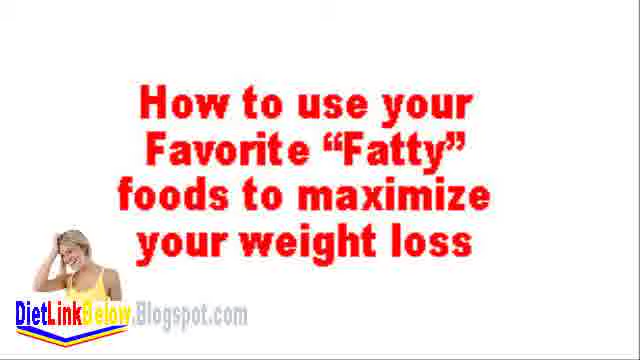 How to use your
Favorite “Fatty”
foods to maximize
your weight loss
DietLinkBelow.Blogspot.com